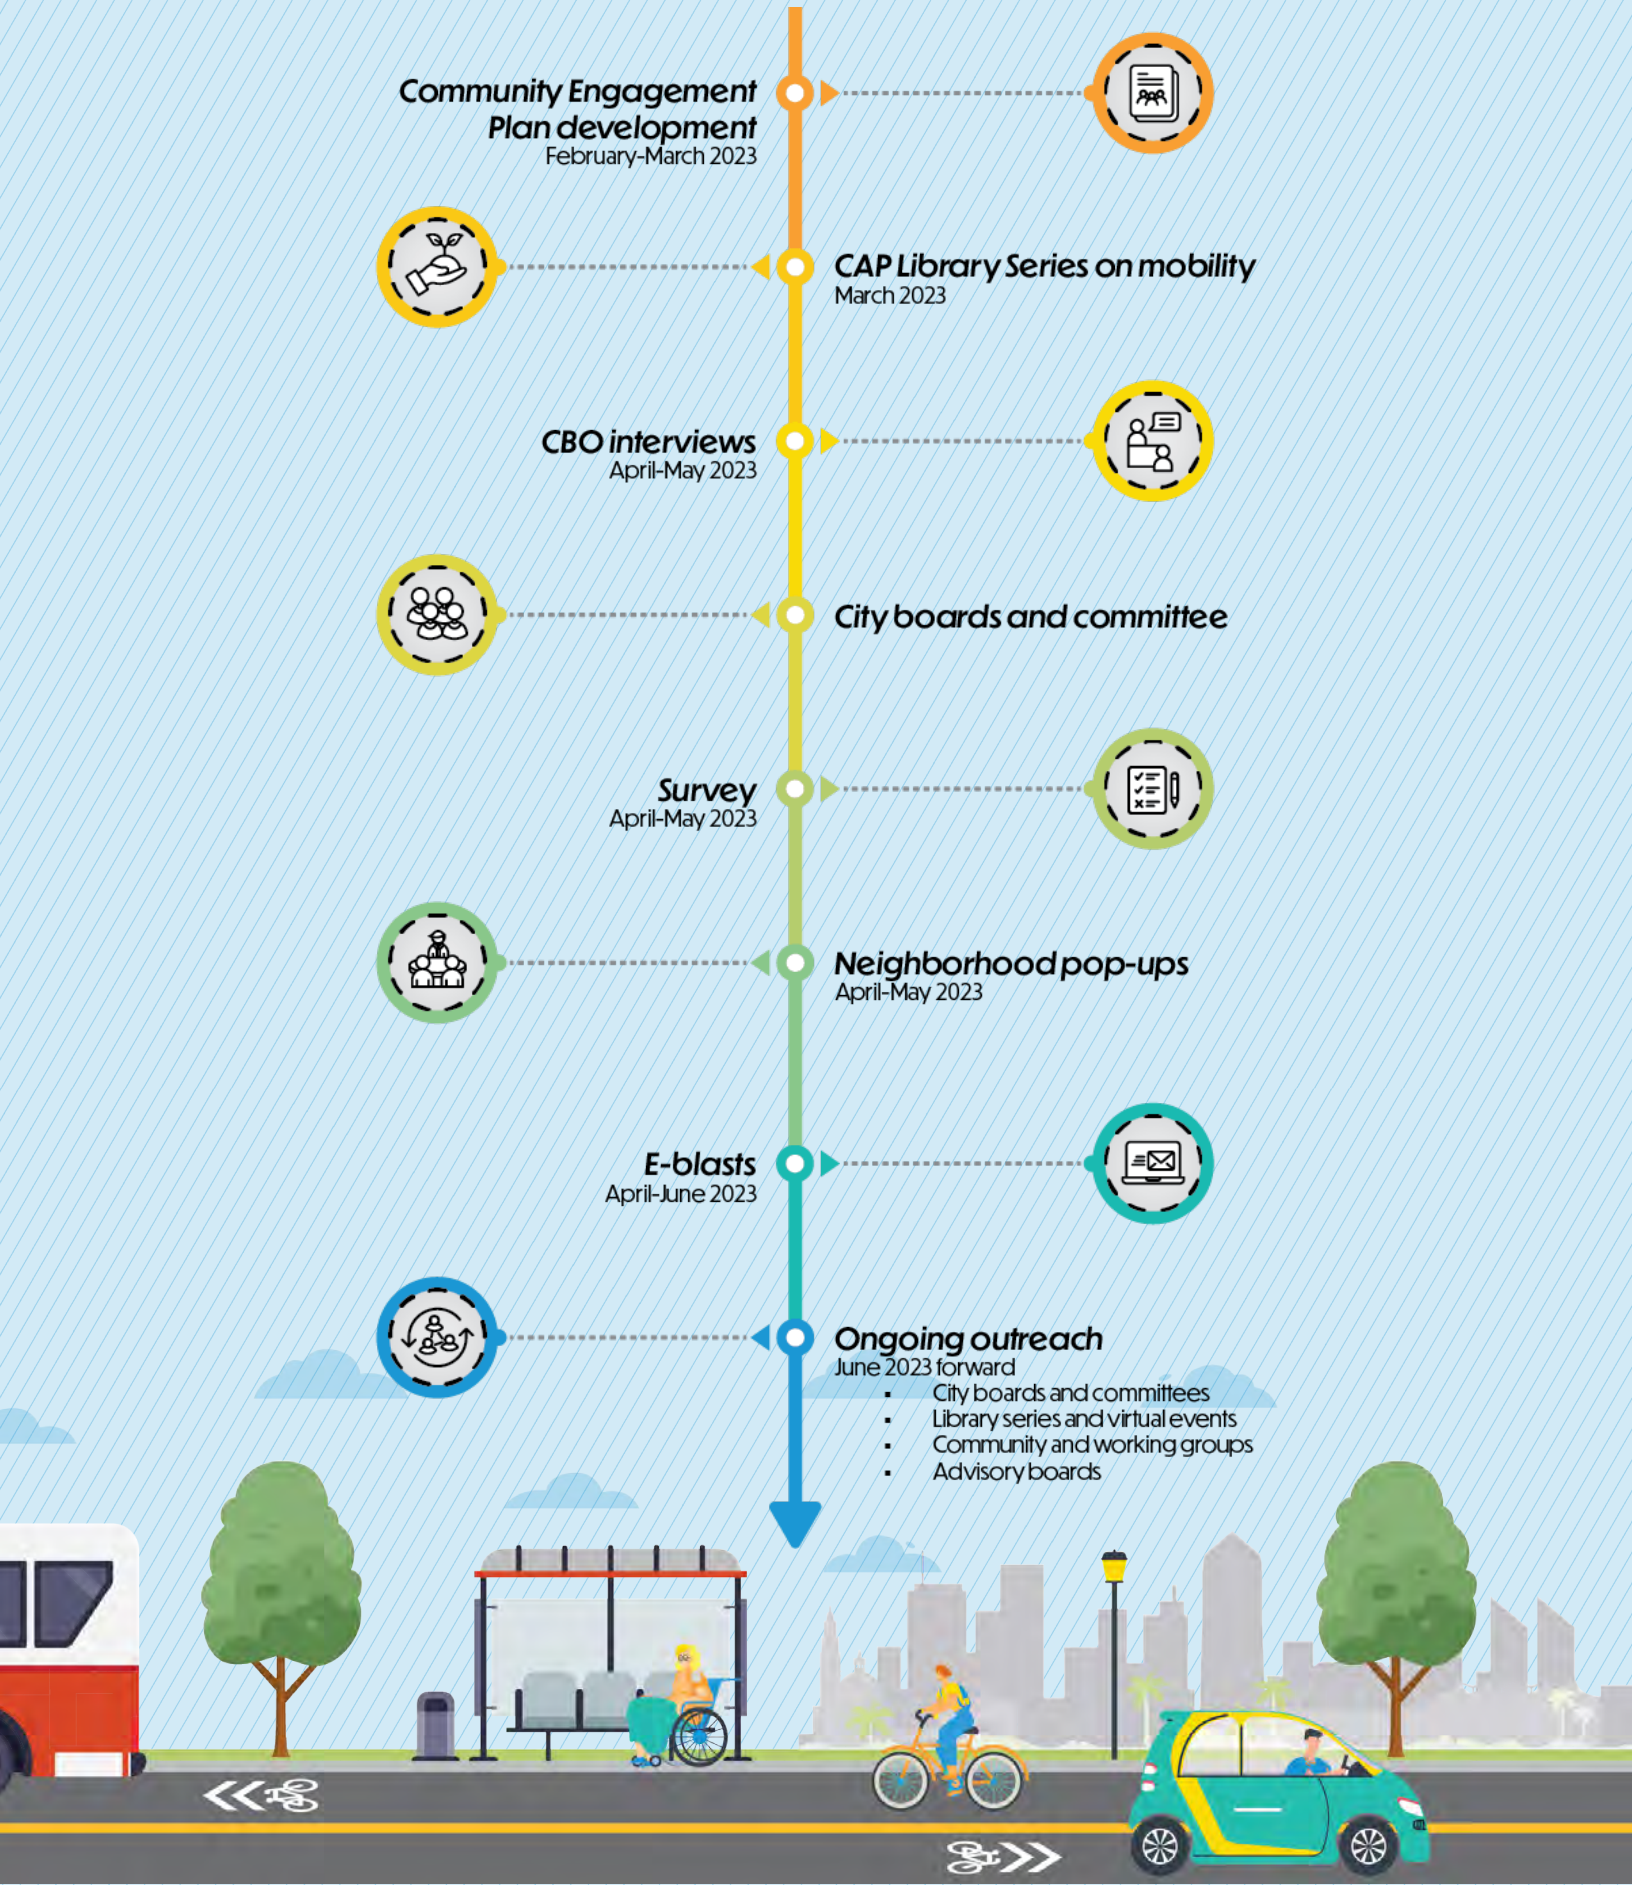 Community Engagement
Plan development
February-March 2023
CAP Library Series on mobility
March 2023
CBO interviews
April-May 2023
City boards and committee
Survey
April-May 2023
Neighborhood pop-ups
April-May 2023
E-blasts
April-June 2023
Ongoing outreach
June 2023 forward
▪ City boards and committees
▪ Library series and virtual events
▪ Community and working groups
▪ Advisory boards